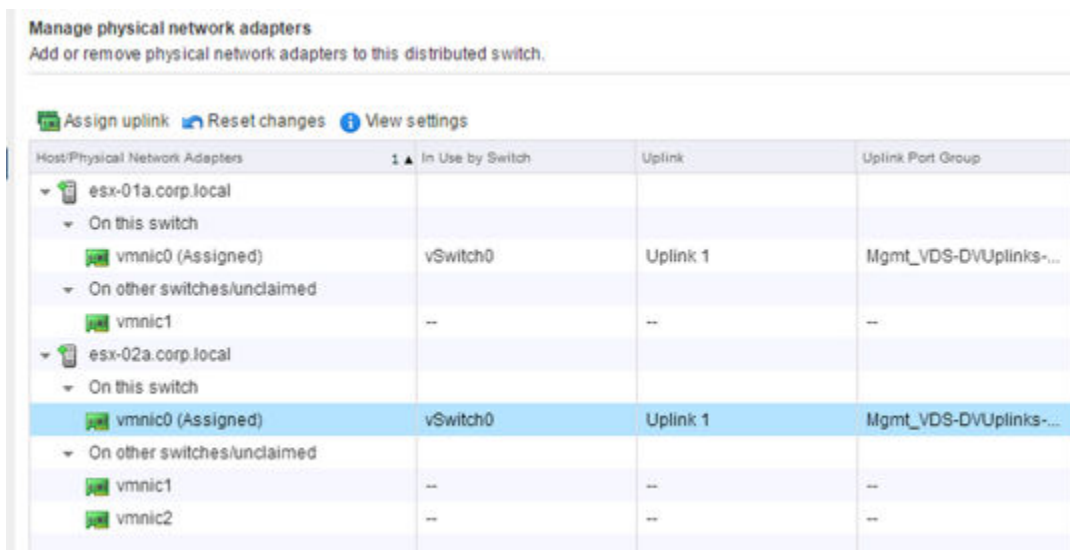 Manage physical network adapters
Add or remove physical network adapters to this distributed switch.
Assign uplink Reset changes View settings
Host/Physical Network Adapters 1 ▲ In Use by Switch Uplink Uplink Port Group
esx-01a.corp.local
On this switch
vmnic0 (Assigned) vSwitch0 Uplink 1 Mgmt_VDS-DVUplinks-...
On other switches/unclaimed
vmnic1 -- -- --
esx-02a.corp.local
On this switch
vmnic0 (Assigned) vSwitch0 Uplink 1 Mgmt_VDS-DVUplinks-...
On other switches/unclaimed
vmnic1 -- -- --
vmnic2 -- -- --